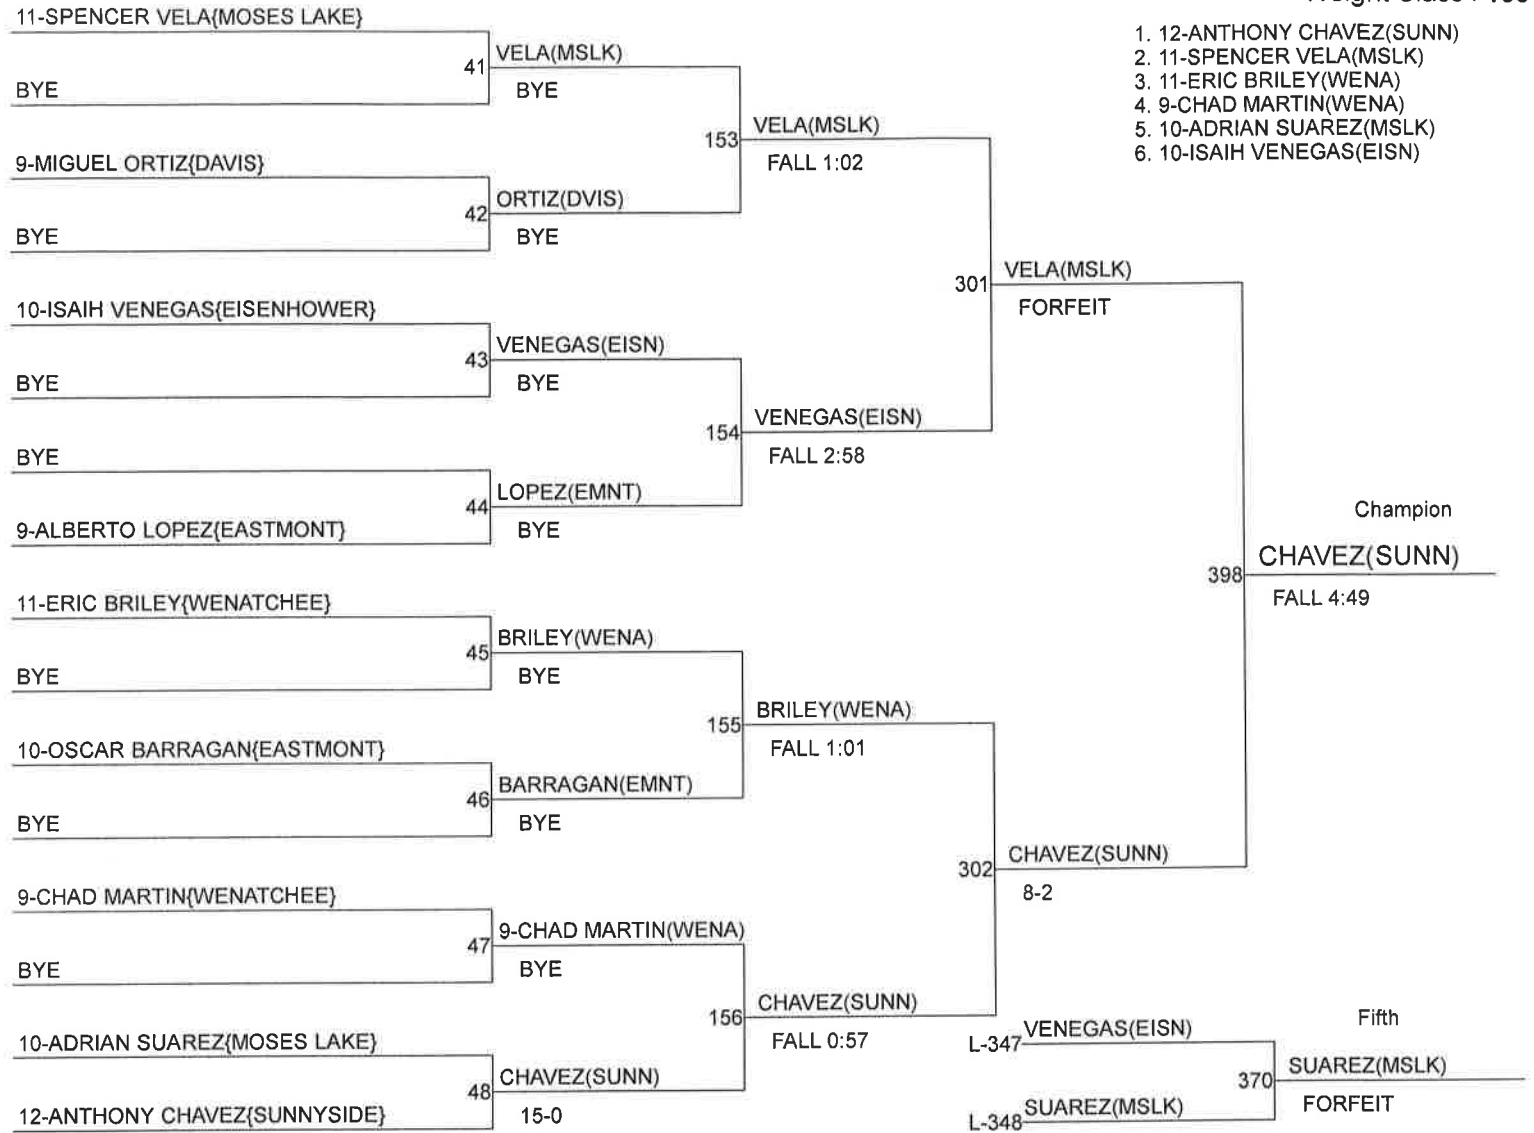 11-SPENCER VELA{MOSES LAKE}
41
VELA(MSLK)
BYE
BYE
153
VELA(MSLK)
FALL 1:02
9-MIGUEL ORTIZ{DAVIS}
42
ORTIZ(DVIS)
BYE
BYE
301
VELA(MSLK)
FORFEIT
10-ISAIH VENEGAS{EISENHOWER}
43
VENEGAS(EISN)
BYE
BYE
154
VENEGAS(EISN)
FALL 2:58
BYE
44
LOPEZ(EMNT)
BYE
9-ALBERTO LOPEZ{EASTMONT}
1. 12-ANTHONY CHAVEZ(SUNN)
2. 11-SPENCER VELA(MSLK)
3. 11-ERIC BRILEY(WENA)
4. 9-CHAD MARTIN(WENA)
5. 10-ADRIAN SUAREZ(MSLK)
6. 10-ISAIH VENEGAS(EISN)
Champion
398
CHAVEZ(SUNN)
FALL 4:49
11-ERIC BRILEY{WENATCHEE}
45
BRILEY(WENA)
BYE
BYE
155
BRILEY(WENA)
FALL 1:01
10-OSCAR BARRAGAN{EASTMONT}
46
BARRAGAN(EMNT)
BYE
BYE
302
CHAVEZ(SUNN)
8-2
9-CHAD MARTIN{WENATCHEE}
47
9-CHAD MARTIN(WENA)
BYE
BYE
156
CHAVEZ(SUNN)
FALL 0:57
10-ADRIAN SUAREZ{MOSES LAKE}
48
CHAVEZ(SUNN)
15-0
12-ANTHONY CHAVEZ{SUNNYSIDE}
Fifth
L-347
VENEGAS(EISN)
370
SUAREZ(MSLK)
FORFEIT
L-348
SUAREZ(MSLK)